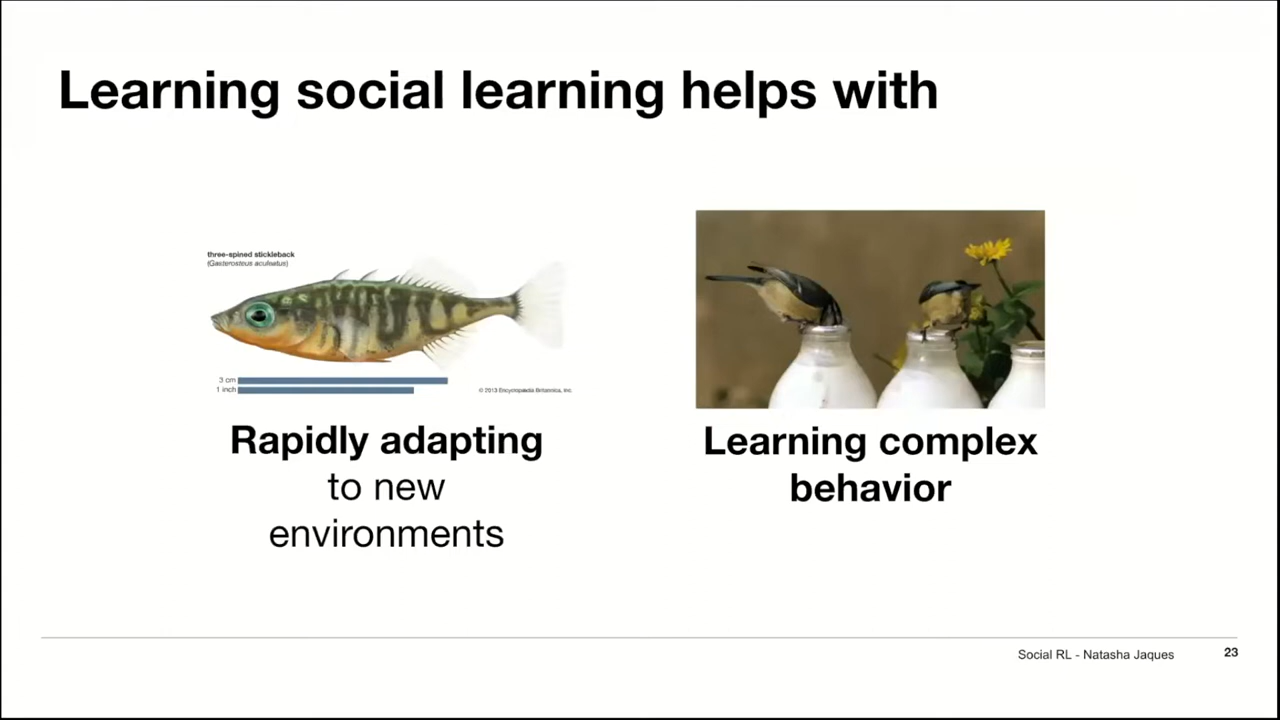 Learning social learning helps with
three-spined stickleback
(Gasterosteus aculeatus)
3 cm
1 inch
© 2013 Encyclopædia Britannica, Inc.
Rapidly adapting
to new
environments
Learning complex
behavior
Social RL - Natasha Jaques
23